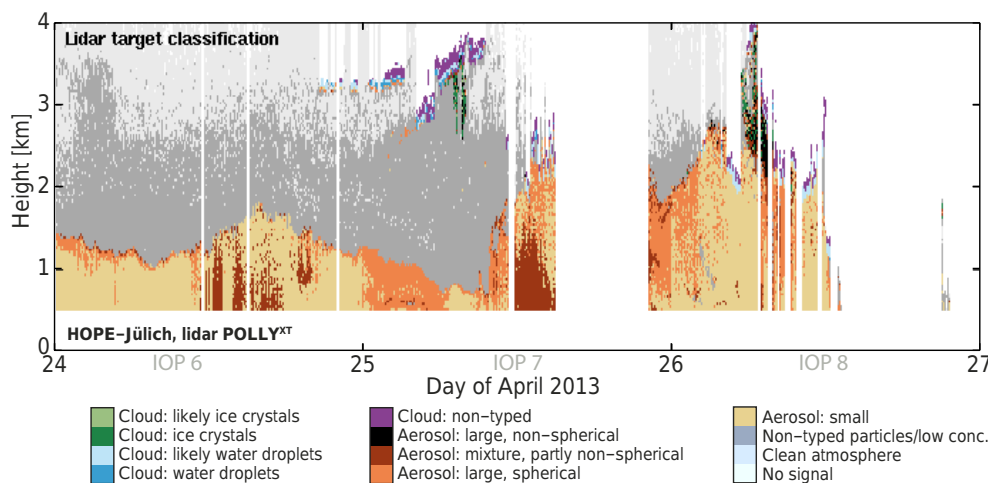 Lidar target classification
4
3
2
1
0
Height [km]
HOPE–Jülich, lidar POLLYXT
24 25 26 27
IOP 6 IOP 7 IOP 8
Day of April 2013
Cloud: likely ice crystals
Cloud: ice crystals
Cloud: likely water droplets
Cloud: water droplets
Cloud: non–typed
Aerosol: large, non–spherical
Aerosol: mixture, partly non–spherical
Aerosol: large, spherical
Aerosol: small
Non–typed particles/low conc.
Clean atmosphere
No signal